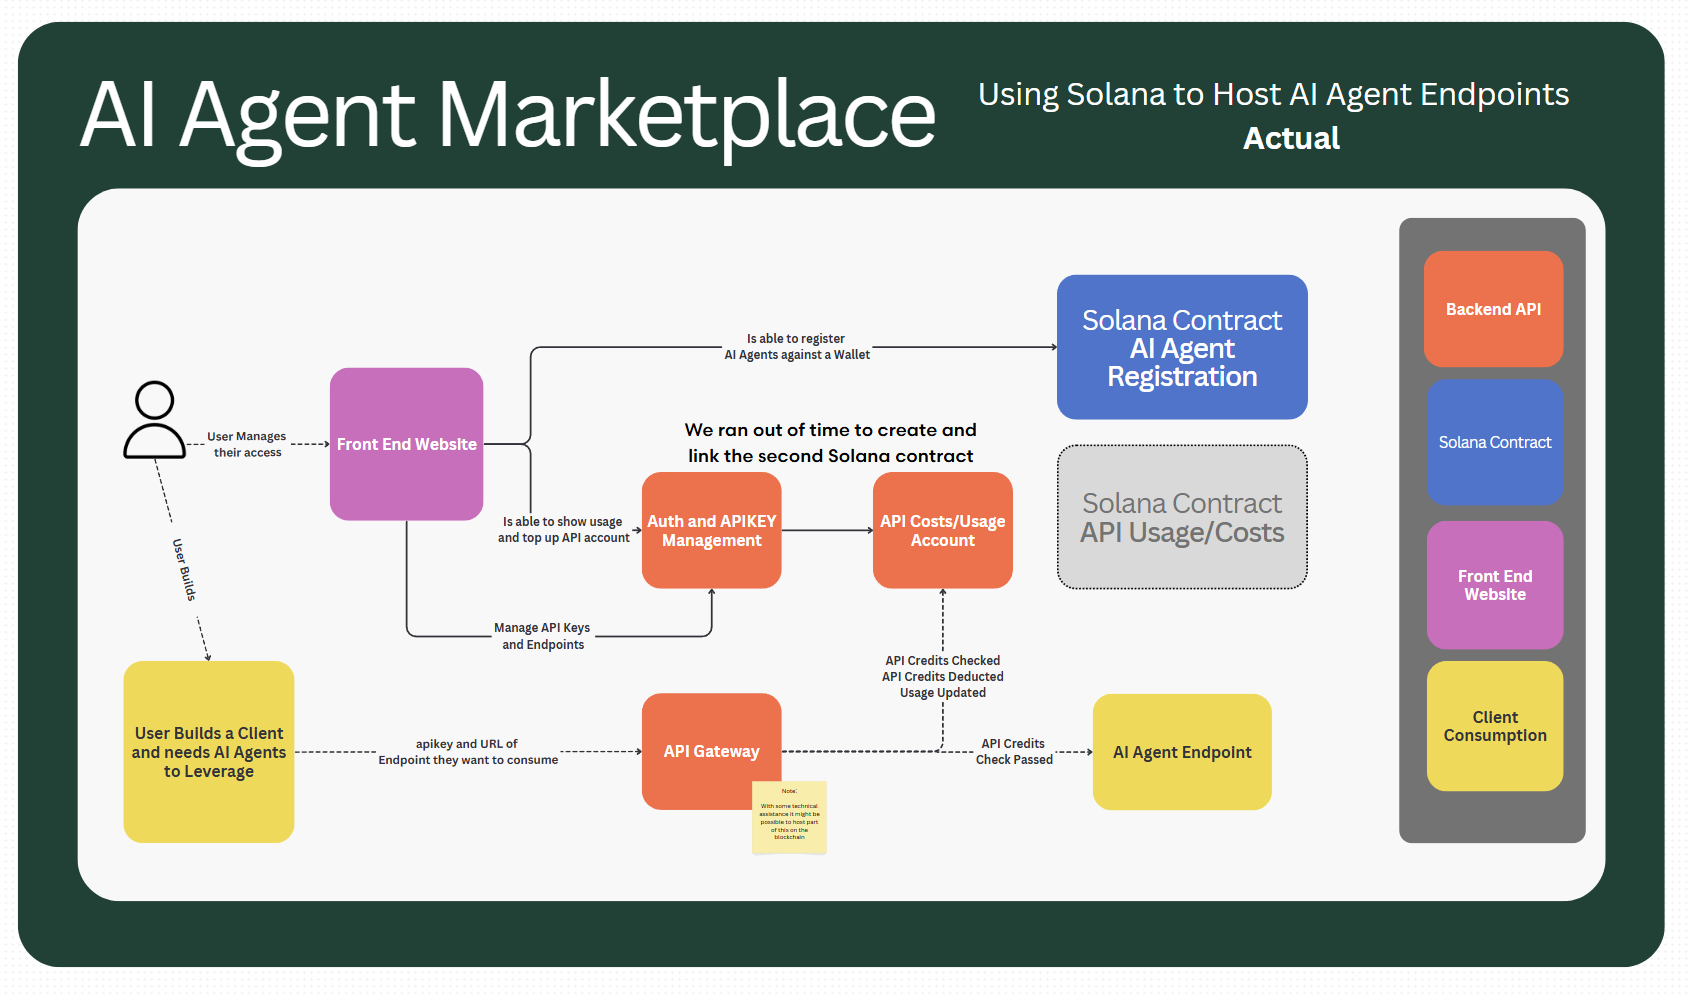 AI Agent Marketplace
Using Solana to Host AI Agent Endpoints
Actual
Is able to register
AI Agents against a Wallet
Solana Contract
AI Agent
Registration
User Manages
their access
Front End Website
We ran out of time to create and
link the second Solana contract
Is able to show usage
and top up API account
Auth and APIKEY
Management
API Costs/Usage
Account
Solana Contract
API Usage/Costs
User Builds
Manage API Keys
and Endpoints
API Credits Checked
API Credits Deducted
Usage Updated
User Builds a Client
and needs AI Agents
to Leverage
apikey and URL of
Endpoint they want to consume
API Gateway
Note:
With some technical
assistance it might be
possible to host part
of this on the
blockchain
API Credits
Check Passed
AI Agent Endpoint
Backend API
Solana Contract
Front End
Website
Client
Consumption